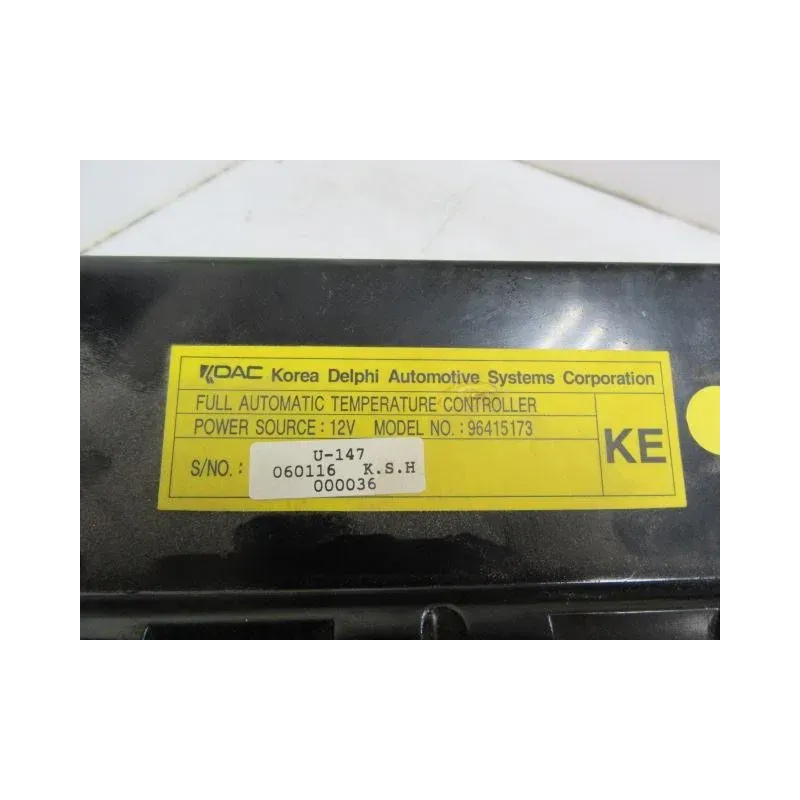 KDAC Korea Delphi Automotive Systems Corporation
FULL AUTOMATIC TEMPERATURE CONTROLLER
POWER SOURCE : 12V MODEL NO. : 96415173
KE
S/NO. :
U-147
060116 K.S.H
000036